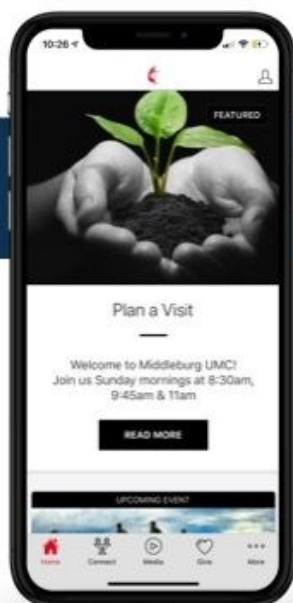 10:26
FEATURED
Plan a Visit
Welcome to Middleburg UMC!
Join us Sunday mornings at 8:30am,
9:45am & 11am
READ MORE
UPCOMING EVENT
Home Connect Media Give More